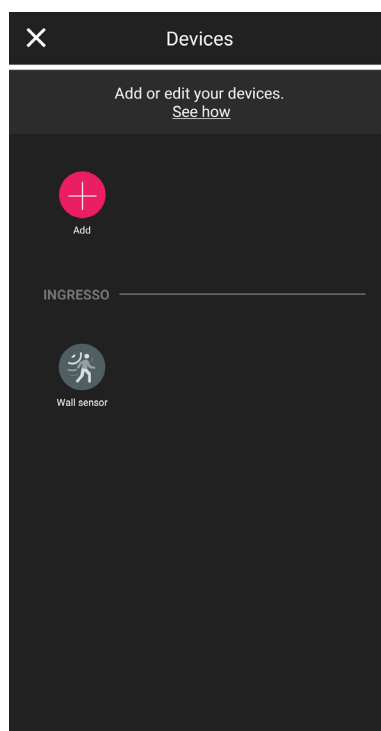 Devices
Add or edit your devices.
See how
Add
INGRESSO
Wall sensor